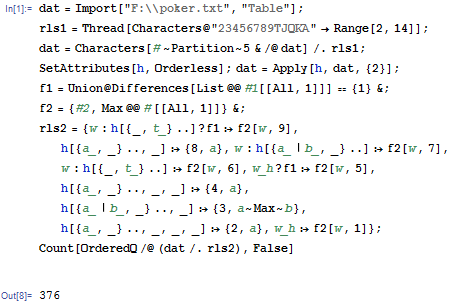 In[1]:= dat = Import["F:\\poker.txt", "Table"];
rls1 = Thread[Characters@"23456789TJQKA" → Range[2, 14]];
dat = Characters[# ~Partition~5 & /@ dat] /. rls1;
SetAttributes[h, Orderless]; dat = Apply[h, dat, {2}];
f1 = Union@Differences[List@@ #1[[All, 1]]] == {1} &;
f2 = {#2, Max@@ #[[All, 1]]} &;
rls2 = {w : h[{_, t_} ..]?f1 ⧴ f2[w, 9],
h[{a_, _} .., _] ⧴ {8, a}, w : h[{a_ | b_, _} ..] ⧴ f2[w, 7],
w : h[{_, t_} ..] ⧴ f2[w, 6], w_h?f1 ⧴ f2[w, 5],
h[{a_, _} .., _, _] ⧴ {4, a},
h[{a_ | b_, _} .., _] ⧴ {3, a~Max~b},
h[{a_, _} .., _, _, _] ⧴ {2, a}, w_h ⧴ f2[w, 1]};
Count[OrderedQ /@ (dat /. rls2), False]
Out[8]= 376